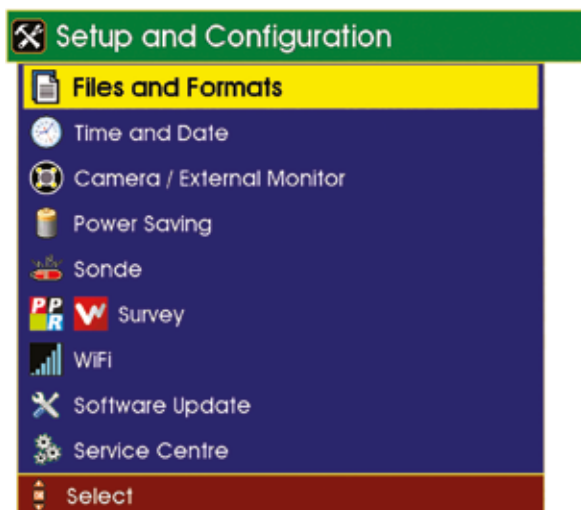 Setup and Configuration
Files and Formats
Time and Date
Camera / External Monitor
Power Saving
Sonde
PPR W Survey
WiFi
Software Update
Service Centre
Select